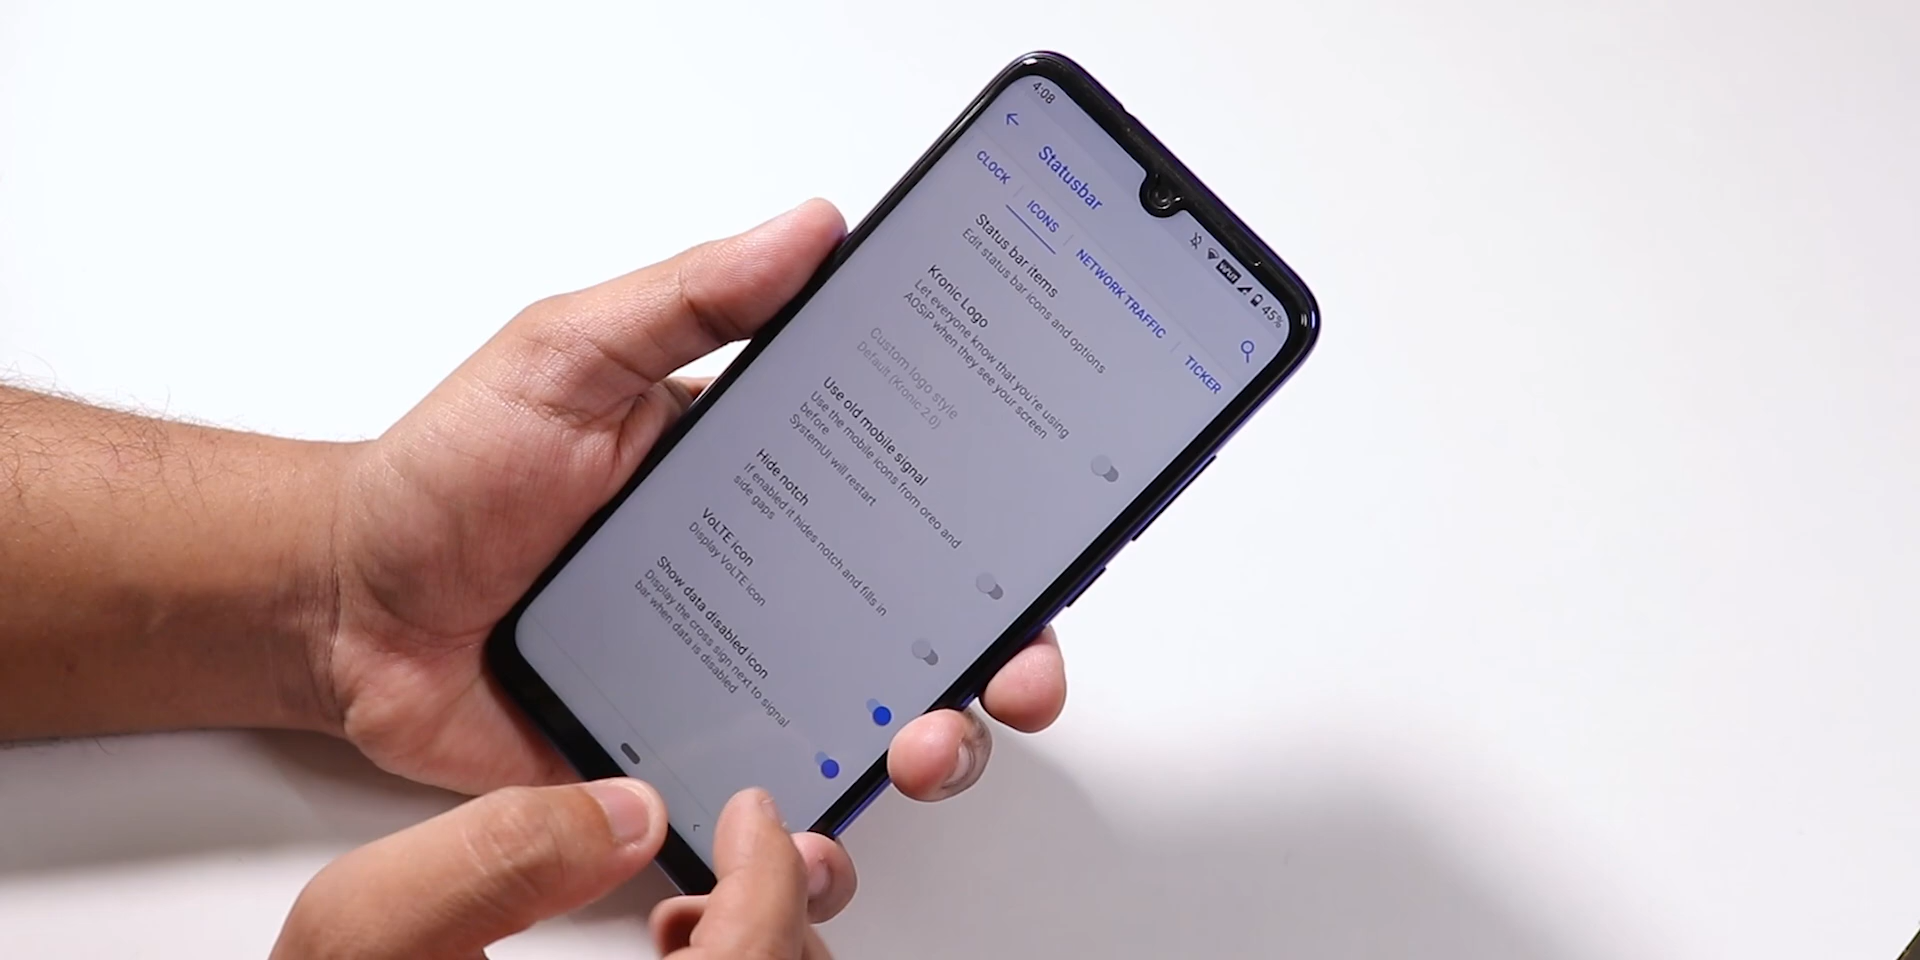 4:08
45%
Statusbar
CLOCK
ICONS
NETWORK TRAFFIC
TICKER
Status bar items
Edit status bar icons and options
Kronic Logo
Let everyone know that you're using
AOSiP when they see your screen
Custom logo style
Default (Kronic 2.0)
Use old mobile signal
Use the mobile icons from oreo and
before
SystemUI will restart
Hide notch
If enabled it hides notch and fills in
side gaps
VoLTE icon
Display VoLTE icon
Show data disabled icon
Display the cross sign next to signal
bar when data is disabled